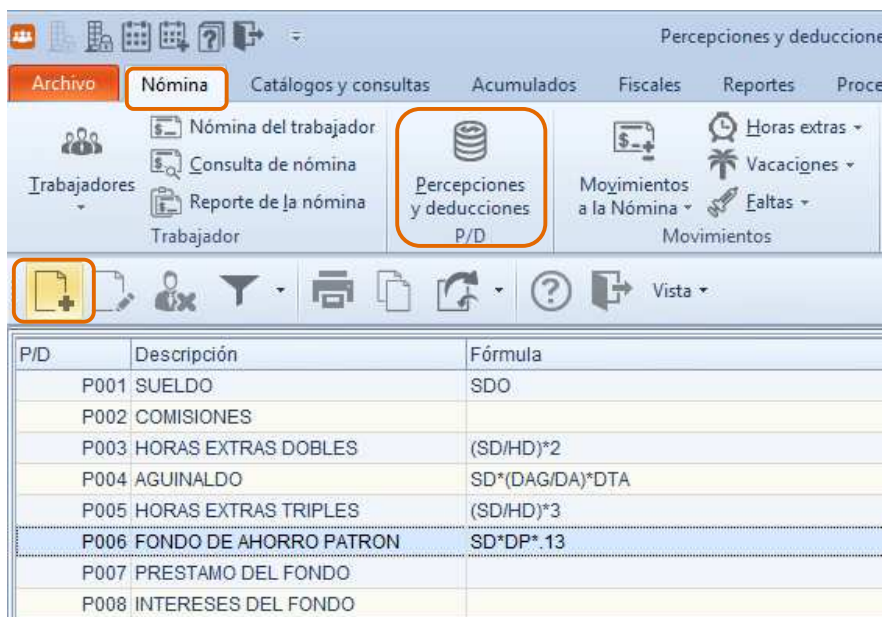 Percepciones y deduccione
Archivo Nómina Catálogos y consultas Acumulados Fiscales Reportes Proce
Trabajadores
Nómina del trabajador
Consulta de nómina
Reporte de la nómina
Trabajador
Percepciones
y deducciones
P/D
Movimientos
a la Nómina
Horas extras
Vacaciones
Faltas
Movimientos
Vista
P/D Descripción Fórmula
P001 SUELDO SDO
P002 COMISIONES
P003 HORAS EXTRAS DOBLES (SD/HD)*2
P004 AGUINALDO SD*(DAG/DA)*DTA
P005 HORAS EXTRAS TRIPLES (SD/HD)*3
P006 FONDO DE AHORRO PATRON SD*DP*.13
P007 PRESTAMO DEL FONDO
P008 INTERESES DEL FONDO